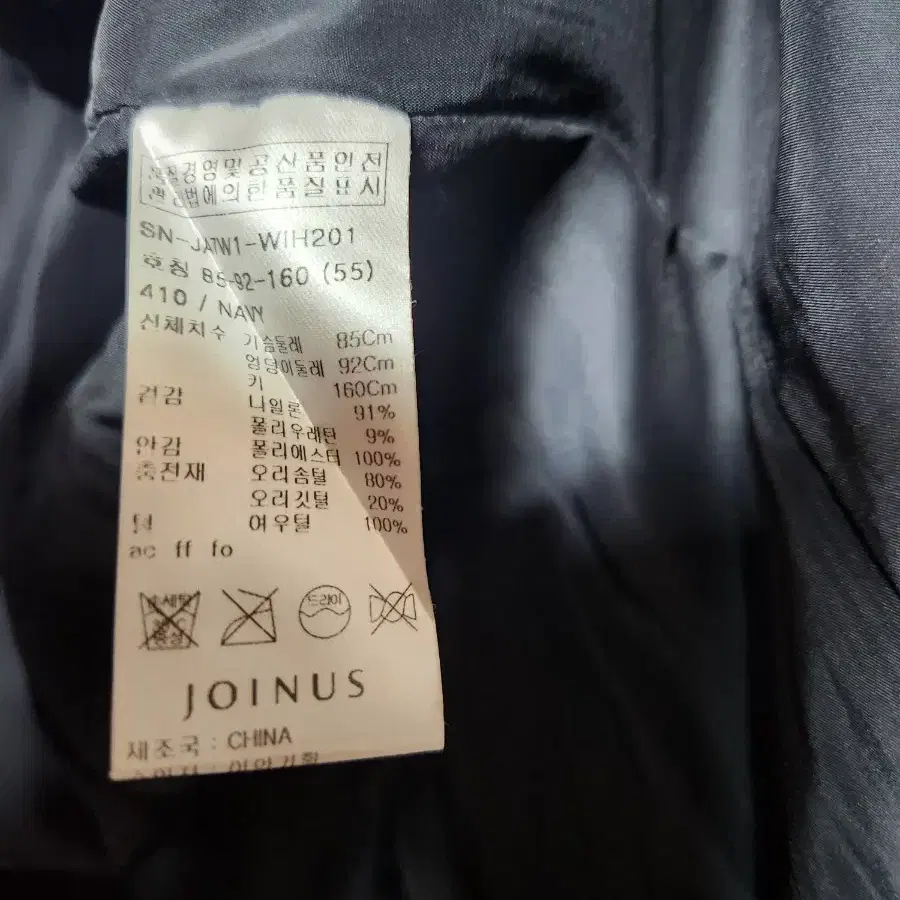 품질경영및공산품안전
관리법에의한품질표시
SN-JATW1-WIH201
호칭 85-92-160 (55)
410 / NAVY
신체치수 가슴둘레 85Cm
엉덩이둘레 92Cm
키 160Cm
겉감 나일론 91%
폴리우레탄 9%
안감 폴리에스터 100%
충전재 오리솜털 80%
오리깃털 20%
털 여우털 100%
ac ff fo
손세탁
중성
드라이
JOINUS
제조국 : CHINA